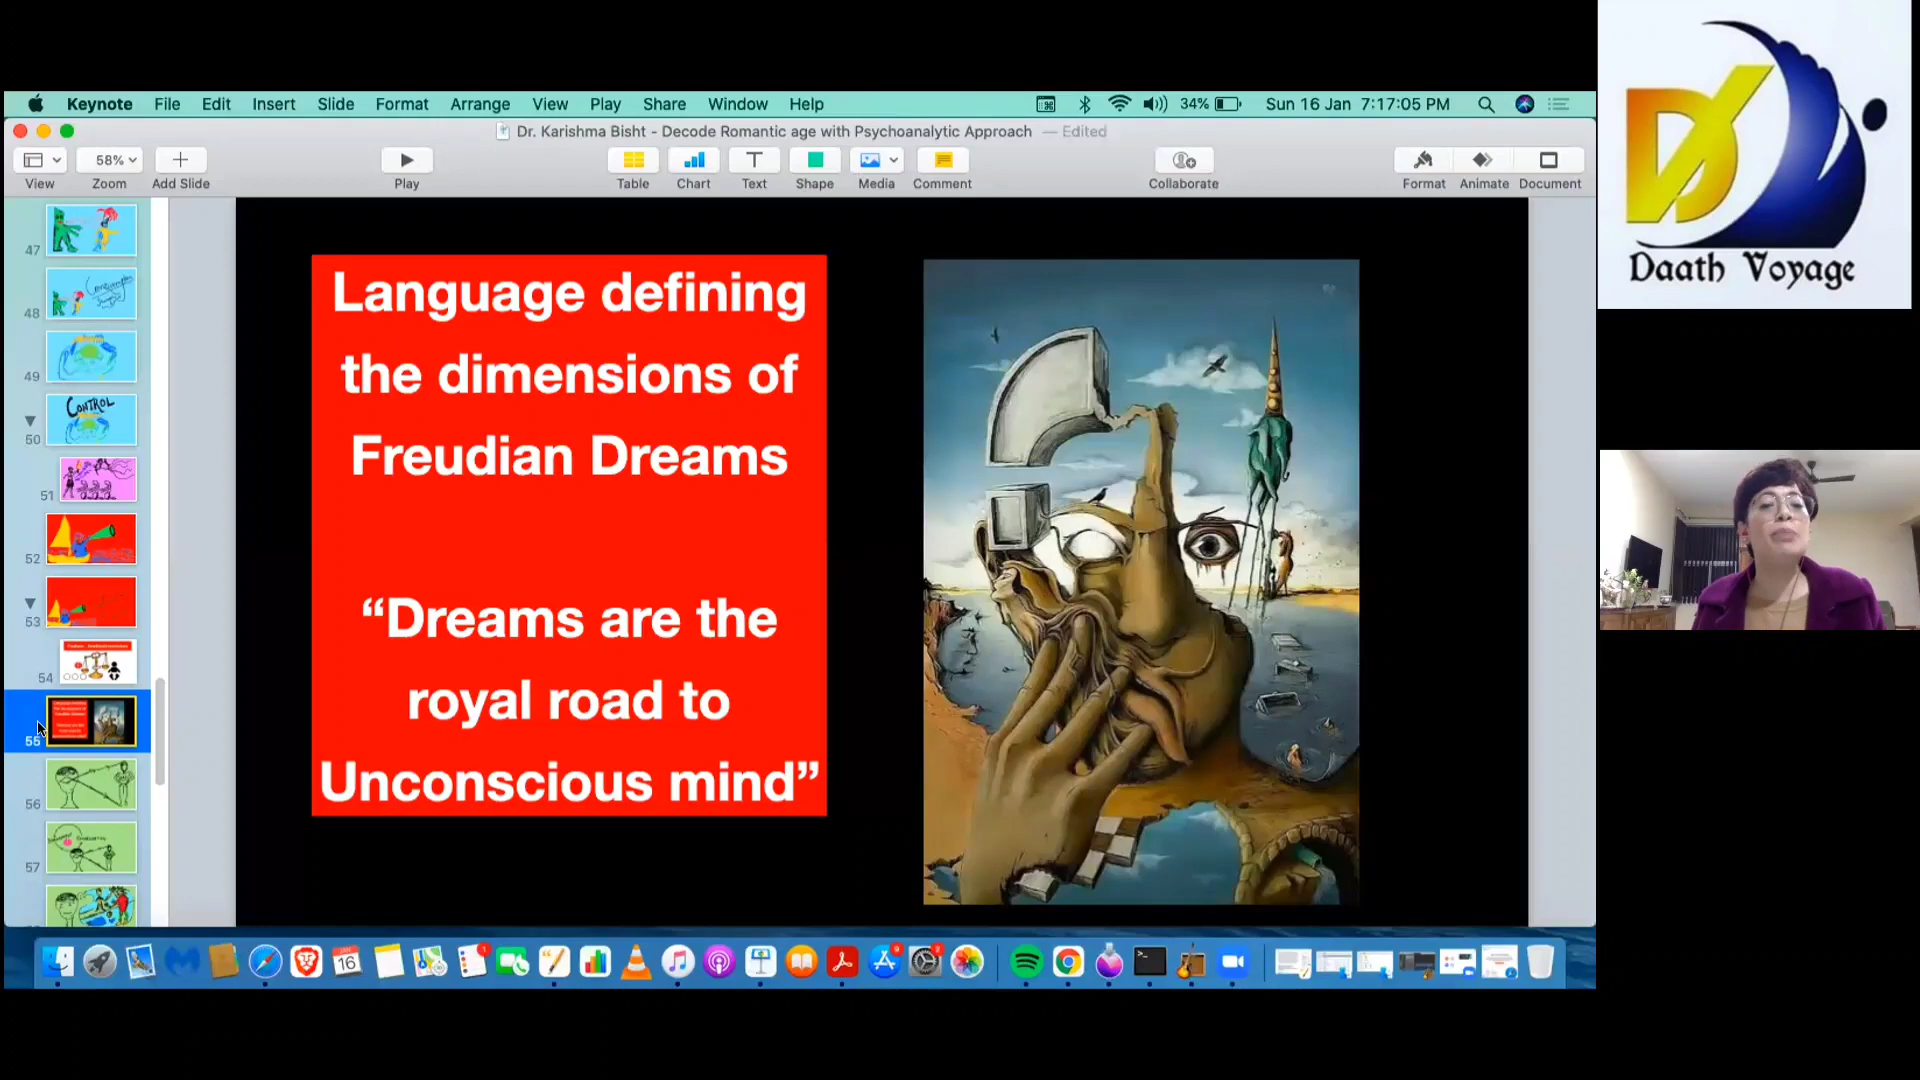 Keynote File Edit Insert Slide Format Arrange View Play Share Window Help 34% Sun 16 Jan 7:17:05 PM
Dr. Karishma Bisht - Decode Romantic age with Psychoanalytic Approach — Edited
58%
View Zoom Add Slide Play Table Chart Text Shape Media Comment Collaborate Format Animate Document
47
48
49
CONTROL
50
51
52
53
54
55
56
57
Language defining
the dimensions of
Freudian Dreams
“Dreams are the
royal road to
Unconscious mind”
Daath Voyage
16